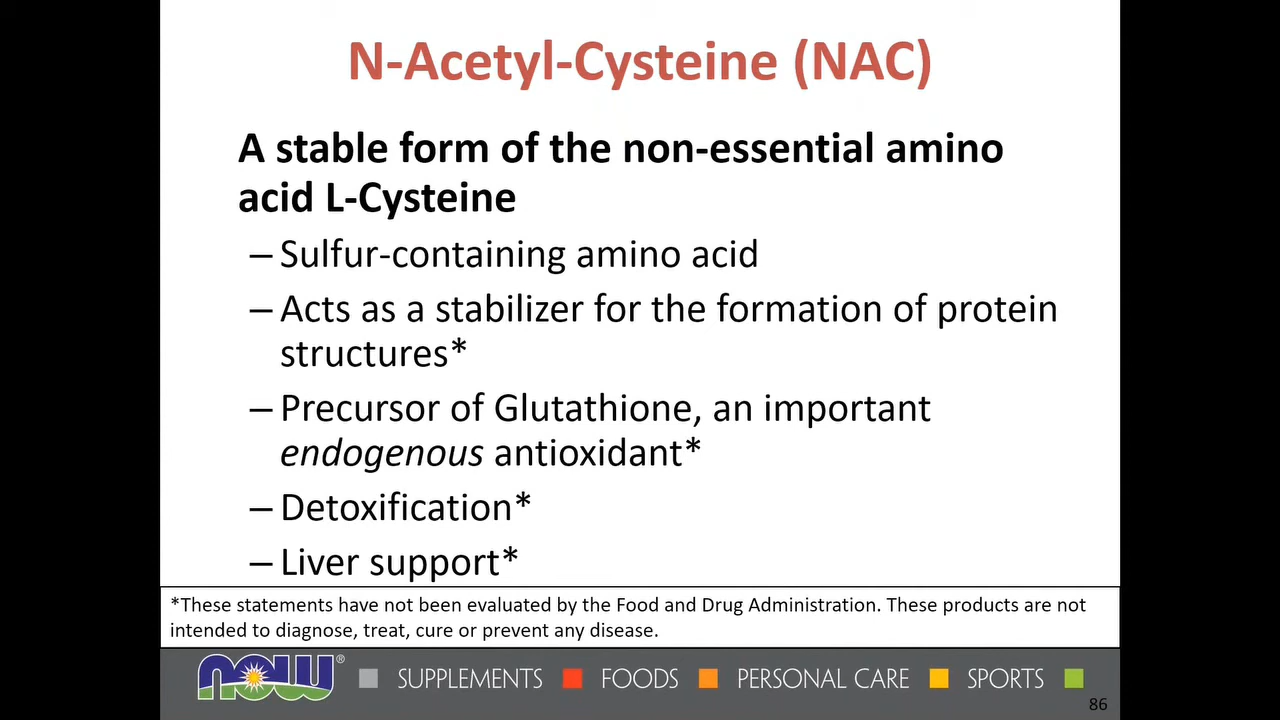 N-Acetyl-Cysteine (NAC)
A stable form of the non-essential amino
acid L-Cysteine
– Sulfur-containing amino acid
– Acts as a stabilizer for the formation of protein
structures*
– Precursor of Glutathione, an important
endogenous antioxidant*
– Detoxification*
– Liver support*
*These statements have not been evaluated by the Food and Drug Administration. These products are not
intended to diagnose, treat, cure or prevent any disease.
now® SUPPLEMENTS FOODS PERSONAL CARE SPORTS
86